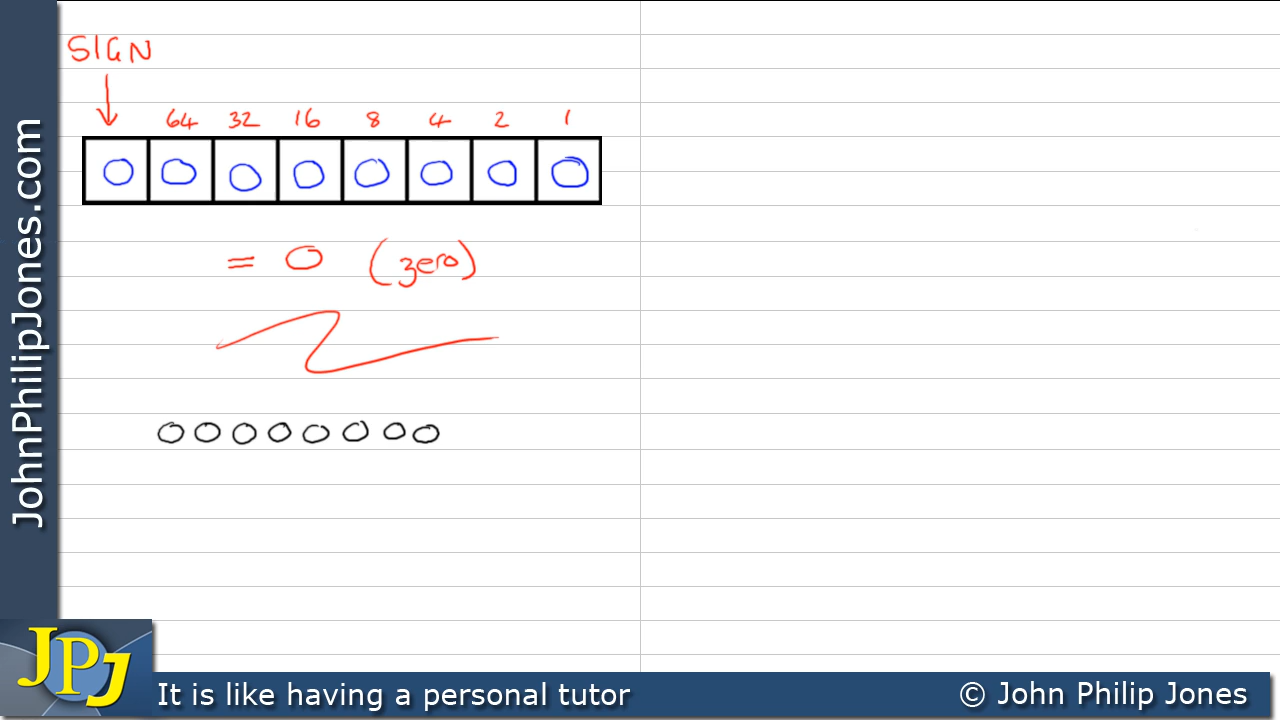 SIGN
64 32 16 8 4 2 1
0 0 0 0 0 0 0 0
= 0 (zero)
0 0 0 0 0 0 0 0
JohnPhilipJones.com
JPJ
It is like having a personal tutor
© John Philip Jones